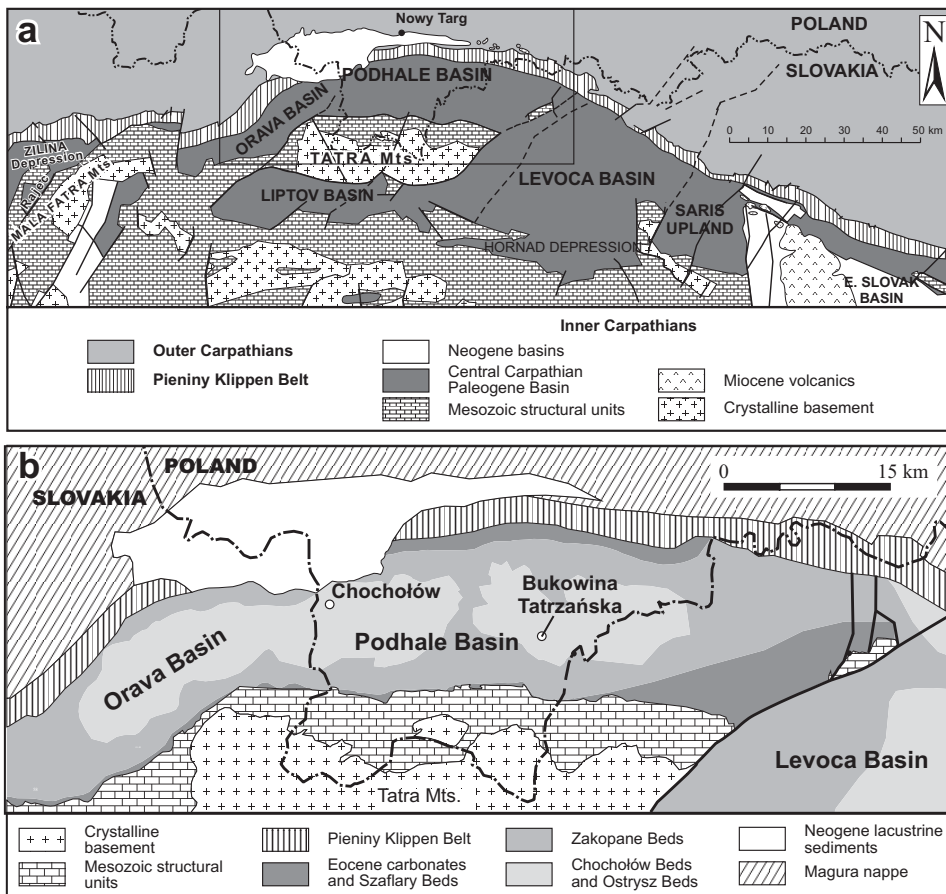 a
Nowy Targ
POLAND
SLOVAKIA
N
PODHALE BASIN
ORAVA BASIN
0 10 20 30 40 50 km
ZILINA
Depression
Rajec
MALA FATRA Mts.
TATRA Mts.
LIPTOV BASIN
LEVOCA BASIN
SARIS
UPLAND
HORNAD DEPRESSION
E. SLOVAK
BASIN
Inner Carpathians
Outer Carpathians
Pieniny Klippen Belt
Neogene basins
Central Carpathian
Paleogene Basin
Mesozoic structural units
Miocene volcanics
Crystalline basement
b
POLAND
SLOVAKIA
0 15 km
Chochołów
Bukowina
Tatrzańska
Podhale Basin
Orava Basin
Levoca Basin
Tatra Mts.
Crystalline
basement
Mesozoic structural
units
Pieniny Klippen Belt
Eocene carbonates
and Szaflary Beds
Zakopane Beds
Chochołów Beds
and Ostrysz Beds
Neogene lacustrine
sediments
Magura nappe